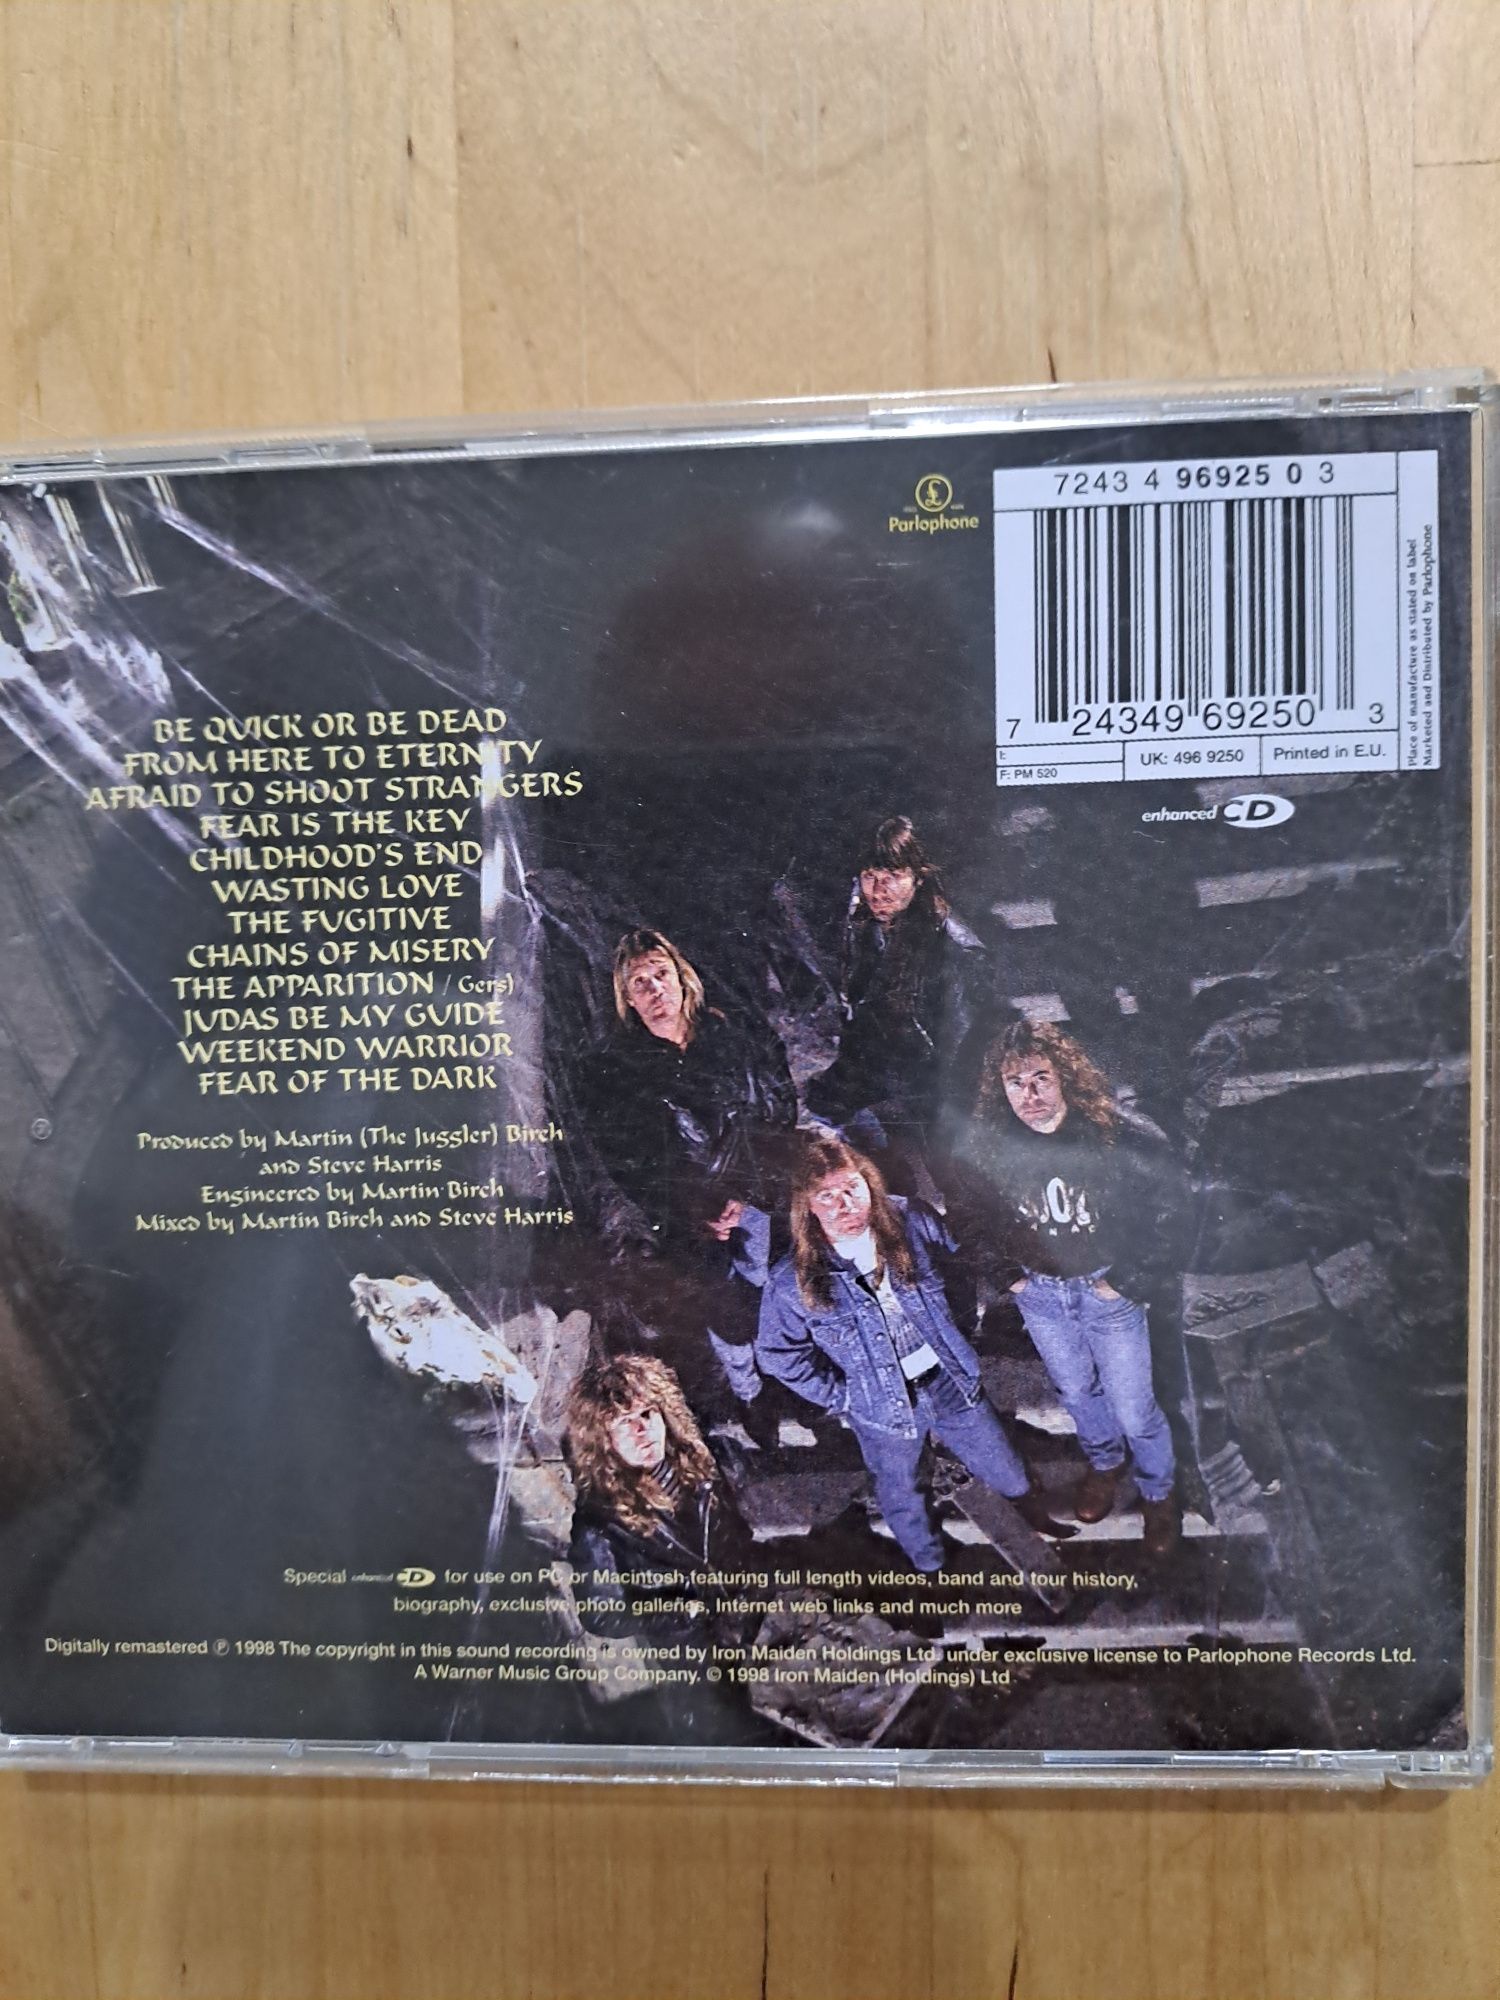 Parlophone
7243 4 96925 0 3
7 24349 69250 3
I:
F: PM 520
UK: 496 9250
Printed in E.U.
Place of manufacture as stated on label
Marketed and Distributed by Parlophone
enhanced CD
BE QUICK OR BE DEAD
FROM HERE TO ETERNITY
AFRAID TO SHOOT STRANGERS
FEAR IS THE KEY
CHILDHOOD'S END
WASTING LOVE
THE FUGITIVE
CHAINS OF MISERY
THE APPARITION / Gers)
JUDAS BE MY GUIDE
WEEKEND WARRIOR
FEAR OF THE DARK
Produced by Martin (The Juggler) Birch
and Steve Harris
Engineered by Martin Birch
Mixed by Martin Birch and Steve Harris
Special enhanced CD for use on PC or Macintosh, featuring full length videos, band and tour history,
biography, exclusive photo galleries, Internet web links and much more
Digitally remastered ℗ 1998 The copyright in this sound recording is owned by Iron Maiden Holdings Ltd. under exclusive license to Parlophone Records Ltd.
A Warner Music Group Company. © 1998 Iron Maiden (Holdings) Ltd